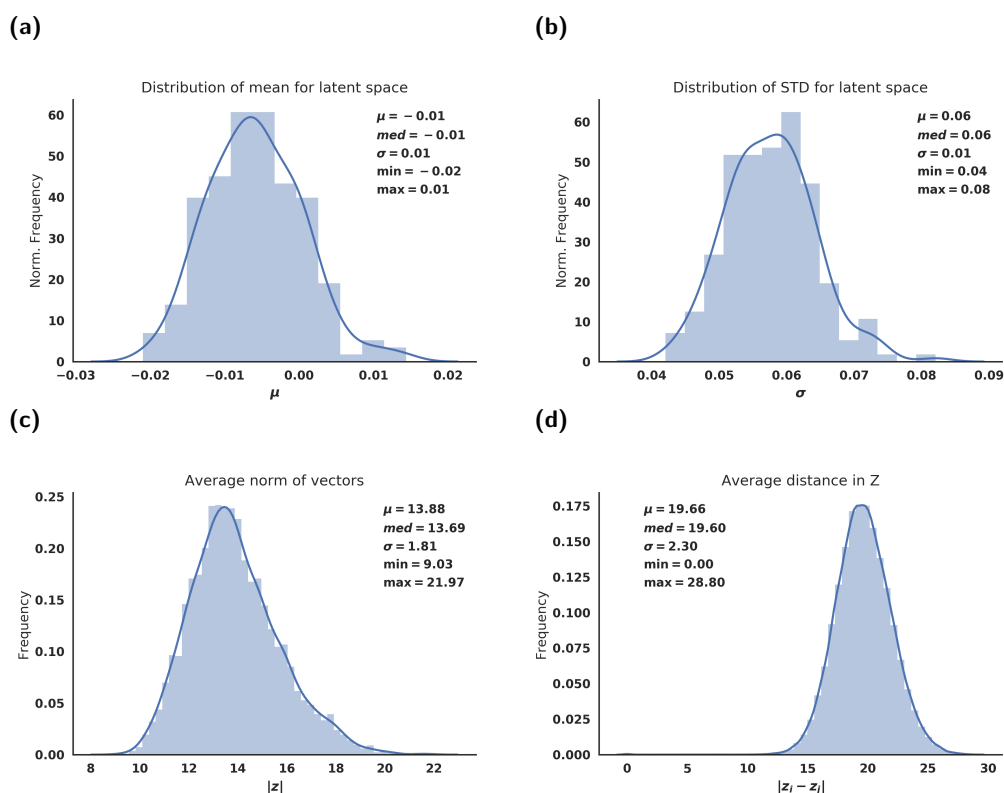 (a)
Distribution of mean for latent space
μ = −0.01
med = −0.01
σ = 0.01
min = −0.02
max = 0.01
Norm. Frequency
60
50
40
30
20
10
0
−0.03 −0.02 −0.01 0.00 0.01 0.02
μ
(b)
Distribution of STD for latent space
μ = 0.06
med = 0.06
σ = 0.01
min = 0.04
max = 0.08
Norm. Frequency
60
50
40
30
20
10
0
0.04 0.05 0.06 0.07 0.08 0.09
σ
(c)
Average norm of vectors
μ = 13.88
med = 13.69
σ = 1.81
min = 9.03
max = 21.97
Frequency
0.25
0.20
0.15
0.10
0.05
0.00
8 10 12 14 16 18 20 22
|z|
(d)
Average distance in Z
μ = 19.66
med = 19.60
σ = 2.30
min = 0.00
max = 28.80
Frequency
0.175
0.150
0.125
0.100
0.075
0.050
0.025
0.000
0 5 10 15 20 25 30
|z<sub>i</sub> − z<sub>j</sub>|